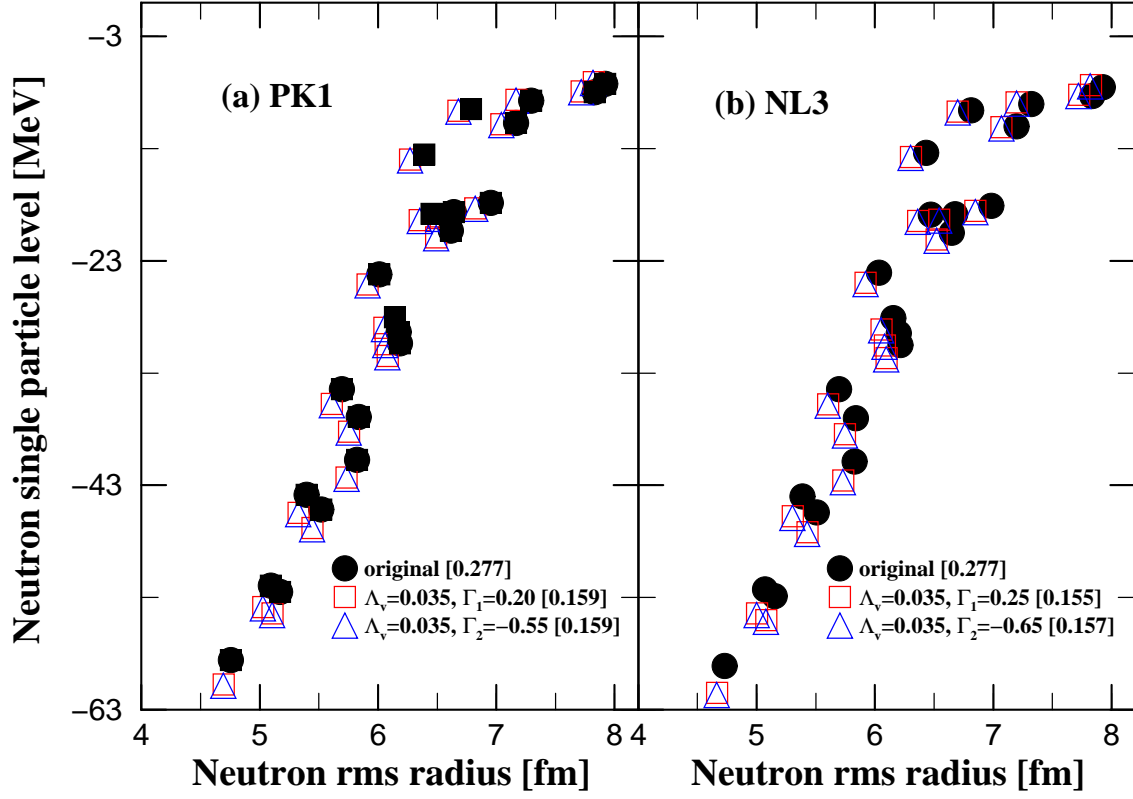 Neutron single particle level [MeV]
−3
−23
−43
−63
(a) PK1
original [0.277]
Λv=0.035, Γ1=0.20 [0.159]
Λv=0.035, Γ2=−0.55 [0.159]
4 5 6 7 8
Neutron rms radius [fm]
(b) NL3
original [0.277]
Λv=0.035, Γ1=0.25 [0.155]
Λv=0.035, Γ2=−0.65 [0.157]
4 5 6 7 8
Neutron rms radius [fm]